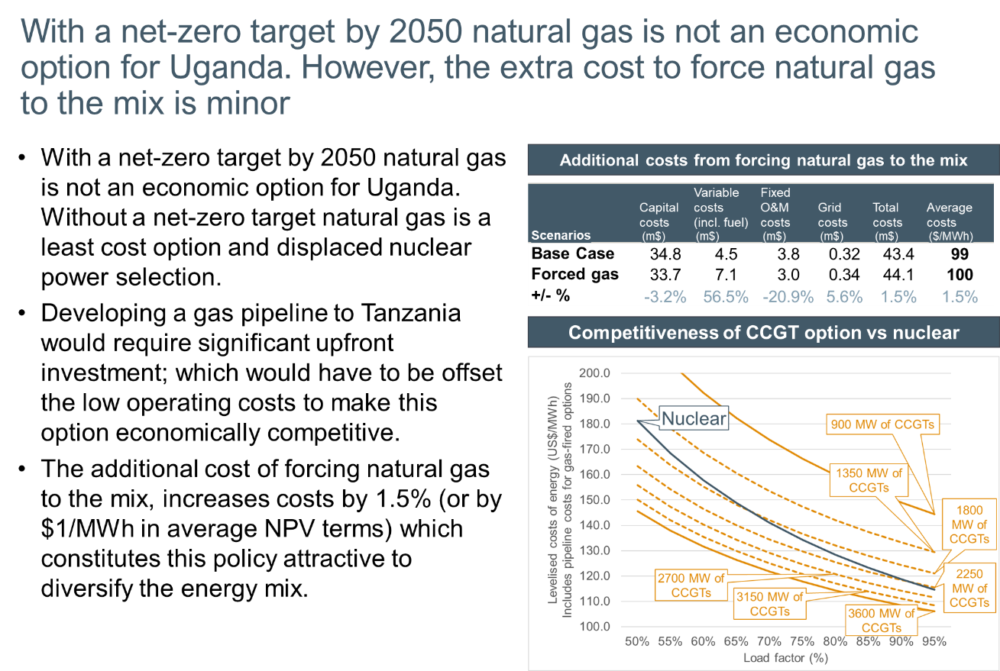 With a net-zero target by 2050 natural gas is not an economic
option for Uganda. However, the extra cost to force natural gas
to the mix is minor
• With a net-zero target by 2050 natural gas
is not an economic option for Uganda.
Without a net-zero target natural gas is a
least cost option and displaced nuclear
power selection.
• Developing a gas pipeline to Tanzania
would require significant upfront
investment; which would have to be offset
the low operating costs to make this
option economically competitive.
• The additional cost of forcing natural gas
to the mix, increases costs by 1.5% (or by
$1/MWh in average NPV terms) which
constitutes this policy attractive to
diversify the energy mix.
Additional costs from forcing natural gas to the mix
Scenarios Capital costs (m$) Variable costs (incl. fuel) (m$) Fixed O&M costs (m$) Grid costs (m$) Total costs (m$) Average costs ($/MWh)
Base Case 34.8 4.5 3.8 0.32 43.4 99
Forced gas 33.7 7.1 3.0 0.34 44.1 100
+/- % -3.2% 56.5% -20.9% 5.6% 1.5% 1.5%
Competitiveness of CCGT option vs nuclear
Levelised costs of energy (US$/MWh)
Includes pipeline costs for gas-fired options
200.0
190.0
180.0
170.0
160.0
150.0
140.0
130.0
120.0
110.0
100.0
Nuclear
900 MW of CCGTs
1350 MW of
CCGTs
1800
MW of
CCGTs
2250
MW of
CCGTs
2700 MW of
CCGTs
3150 MW of
CCGTs
3600 MW of
CCGTs
50% 55% 60% 65% 70% 75% 80% 85% 90% 95%
Load factor (%)